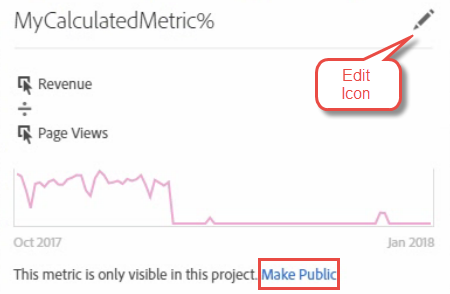 MyCalculatedMetric%
Edit
Icon
Revenue
÷
Page Views
Oct 2017 Jan 2018
This metric is only visible in this project. Make Public